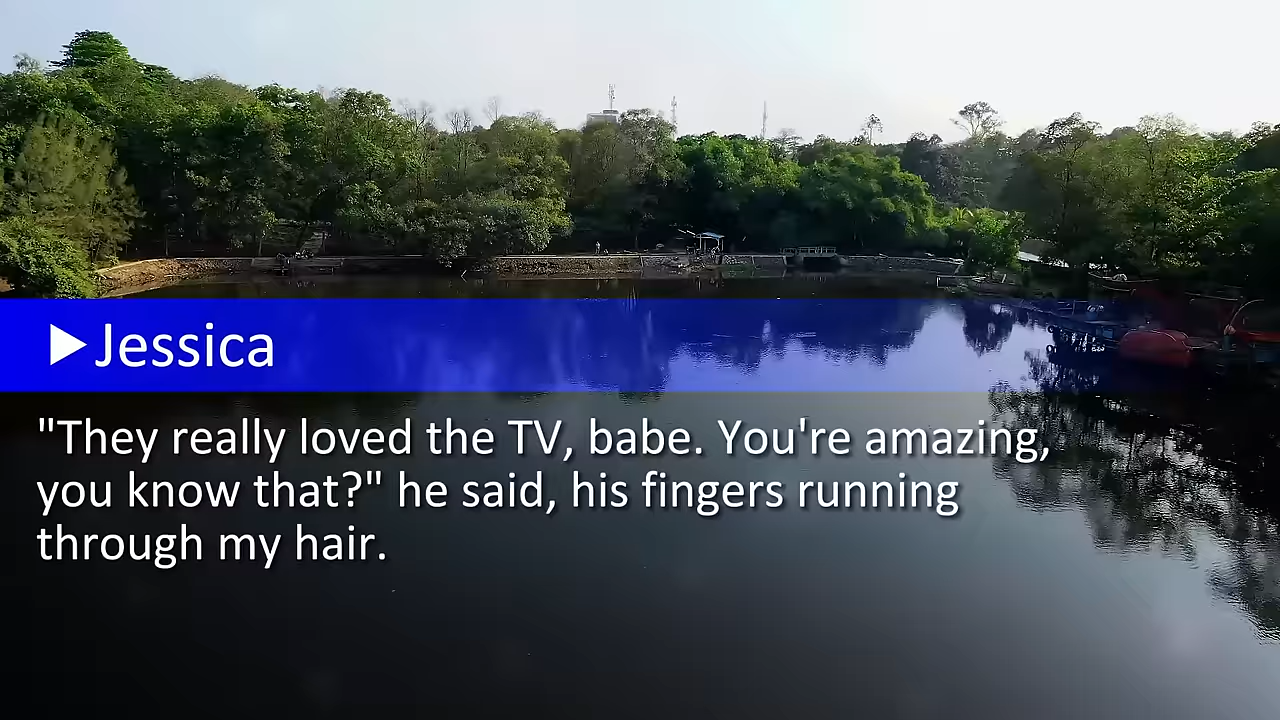 ▶Jessica
"They really loved the TV, babe. You're amazing,
you know that?" he said, his fingers running
through my hair.